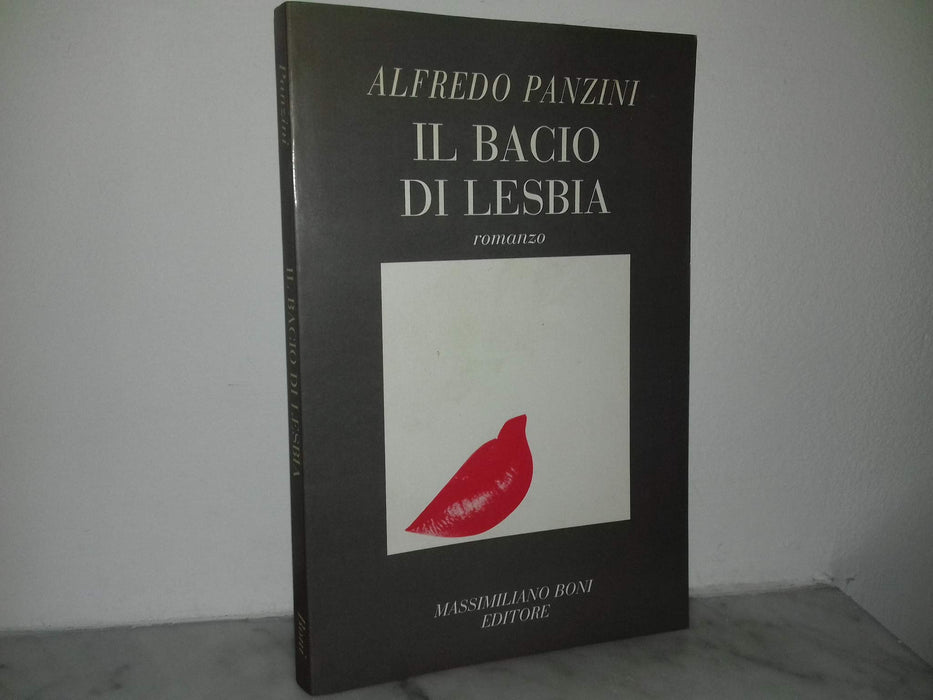 ALFREDO PANZINI
IL BACIO
DI LESBIA
romanzo
MASSIMILIANO BONI
EDITORE
Panzini
IL BACIO DI LESBIA
Boni